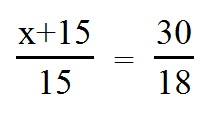 x+15 / 15 = 30 / 18